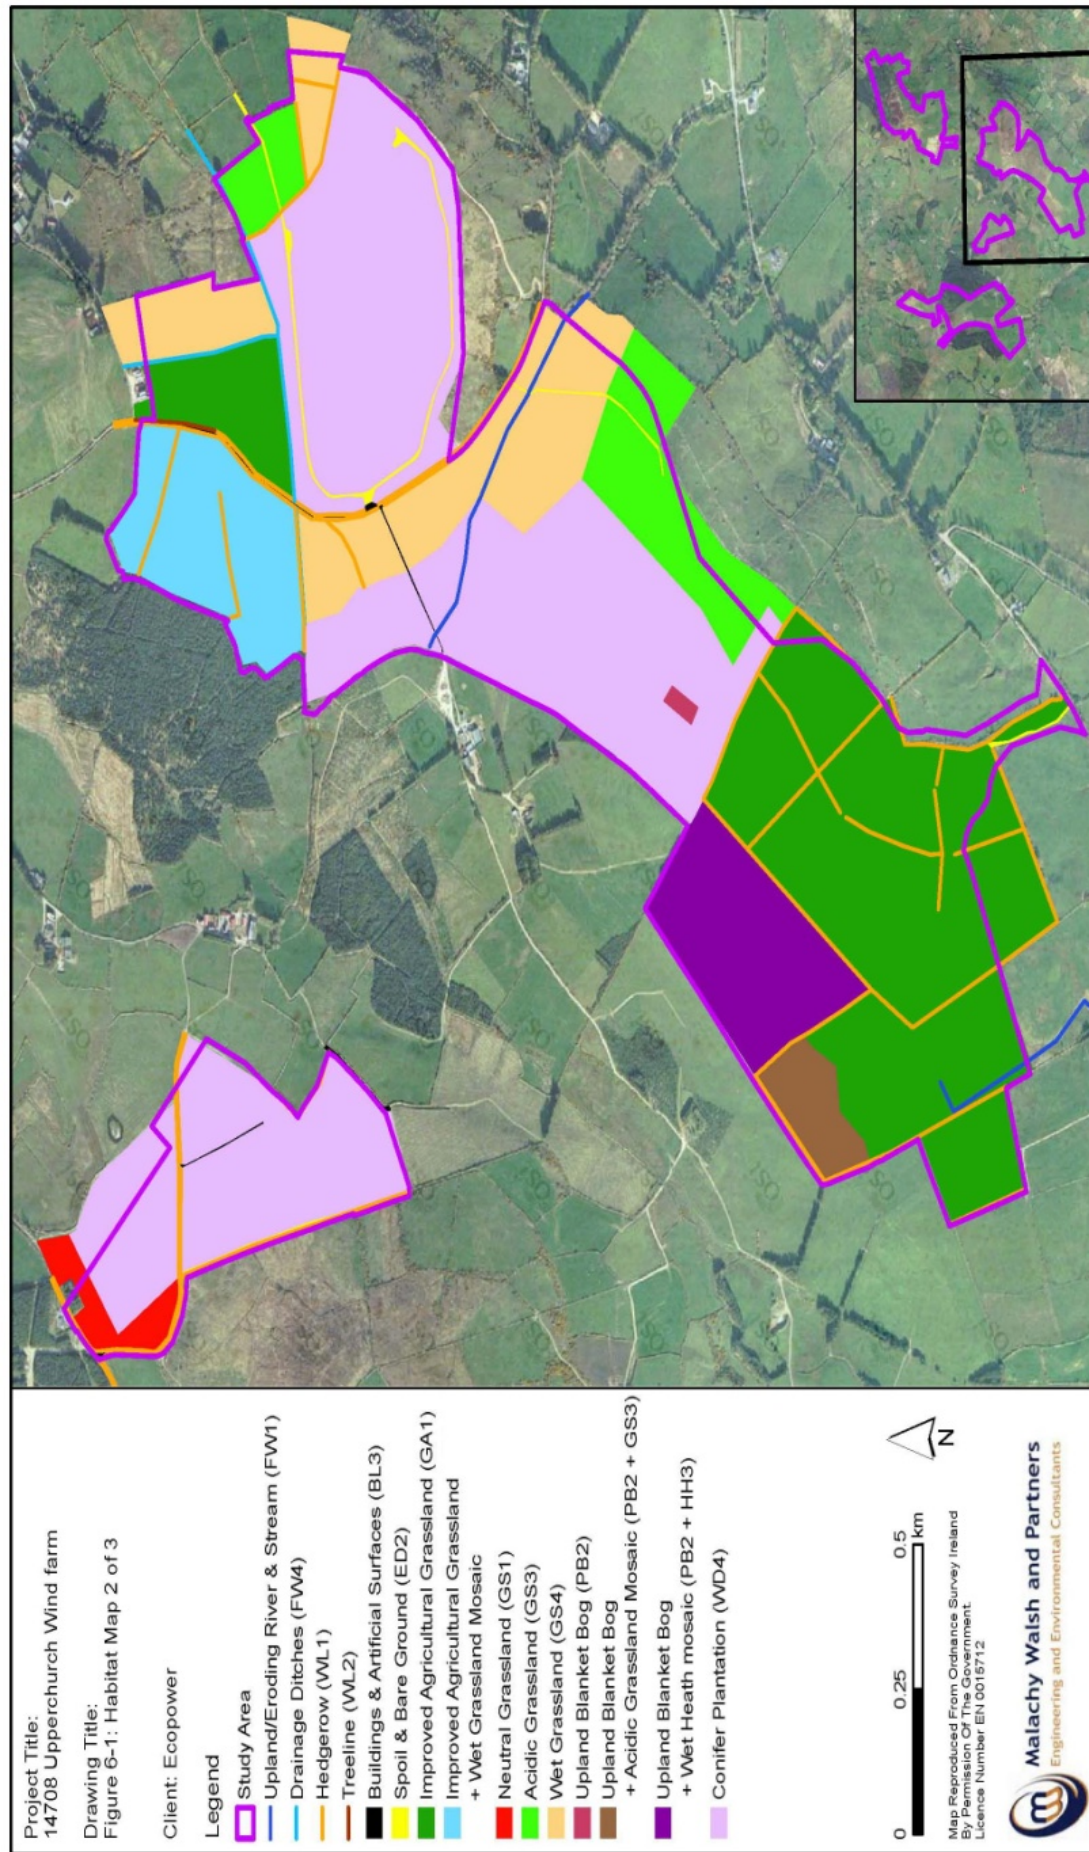 Project Title:
14708 Upperchurch Wind farm
Drawing Title:
Figure 6-1: Habitat Map 2 of 3
Client: Ecopower
Legend
Study Area
Upland/Eroding River & Stream (FW1)
Drainage Ditches (FW4)
Hedgerow (WL1)
Treeline (WL2)
Buildings & Artificial Surfaces (BL3)
Spoil & Bare Ground (ED2)
Improved Agricultural Grassland (GA1)
Improved Agricultural Grassland
+ Wet Grassland Mosaic
Neutral Grassland (GS1)
Acidic Grassland (GS3)
Wet Grassland (GS4)
Upland Blanket Bog (PB2)
Upland Blanket Bog
+ Acidic Grassland Mosaic (PB2 + GS3)
Upland Blanket Bog
+ Wet Heath mosaic (PB2 + HH3)
Conifer Plantation (WD4)
0 0.25 0.5
km
N
Map Reproduced From Ordnance Survey Ireland
By Permission Of The Government.
Licence Number EN 0015712
Malachy Walsh and Partners
Engineering and Environmental Consultants